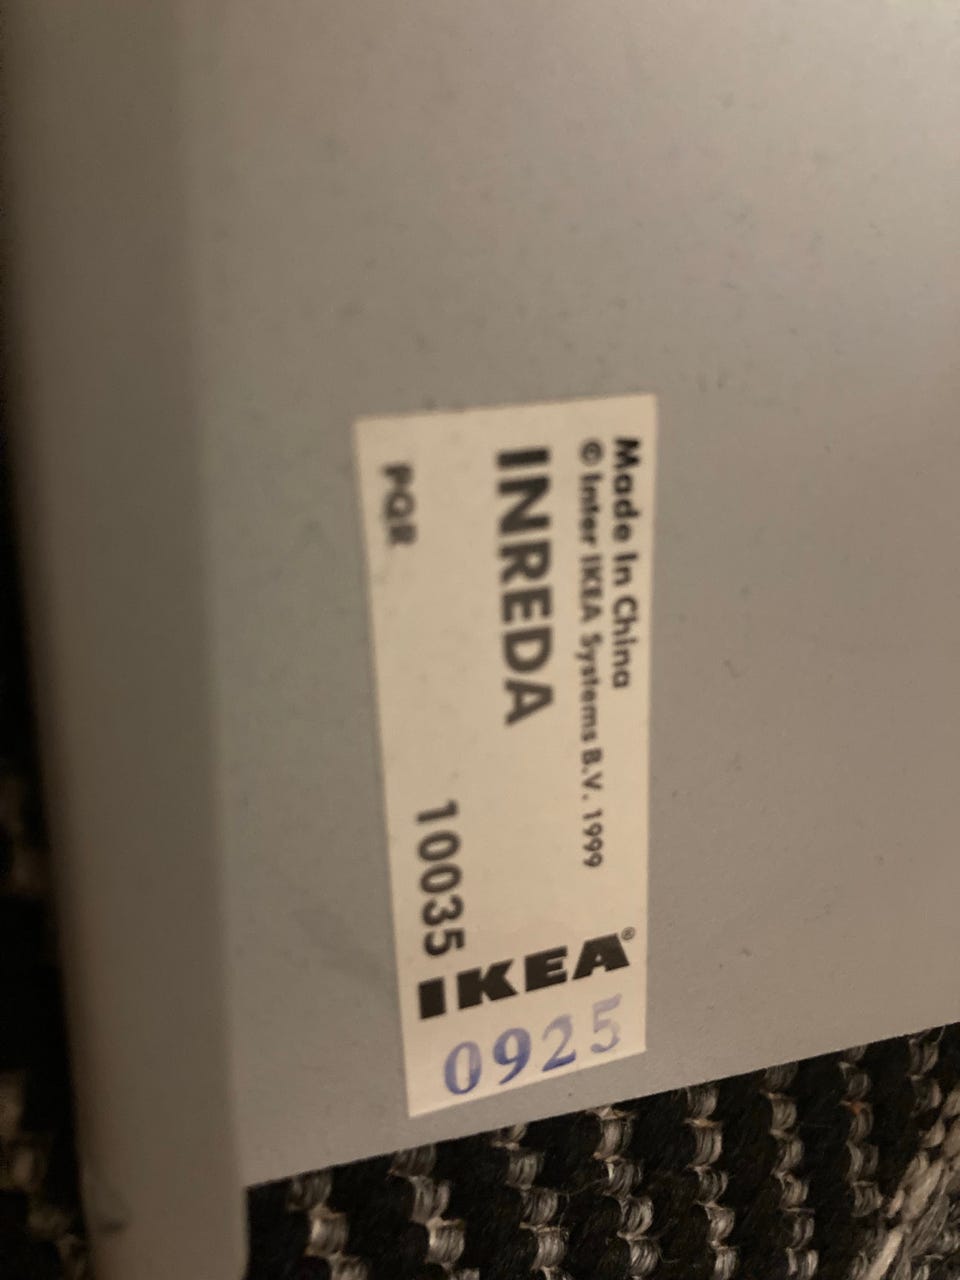 Made In China
© Inter IKEA Systems B.V. 1999
INREDA
PQR
10035
IKEA®
0925